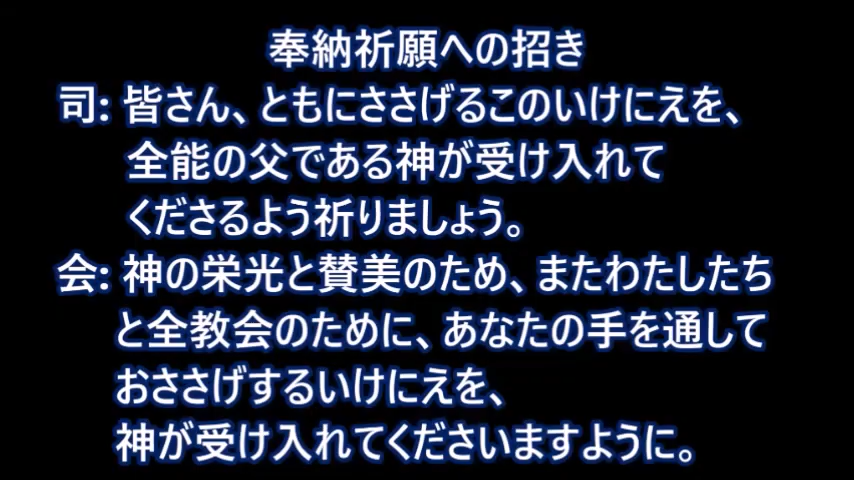 奉納祈願への招き
司: 皆さん、ともにささげるこのいけにえを、
全能の父である神が受け入れて
くださるよう祈りましょう。
会: 神の栄光と賛美のため、またわたしたち
と全教会のために、あなたの手を通して
おささげするいけにえを、
神が受け入れてくださいますように。